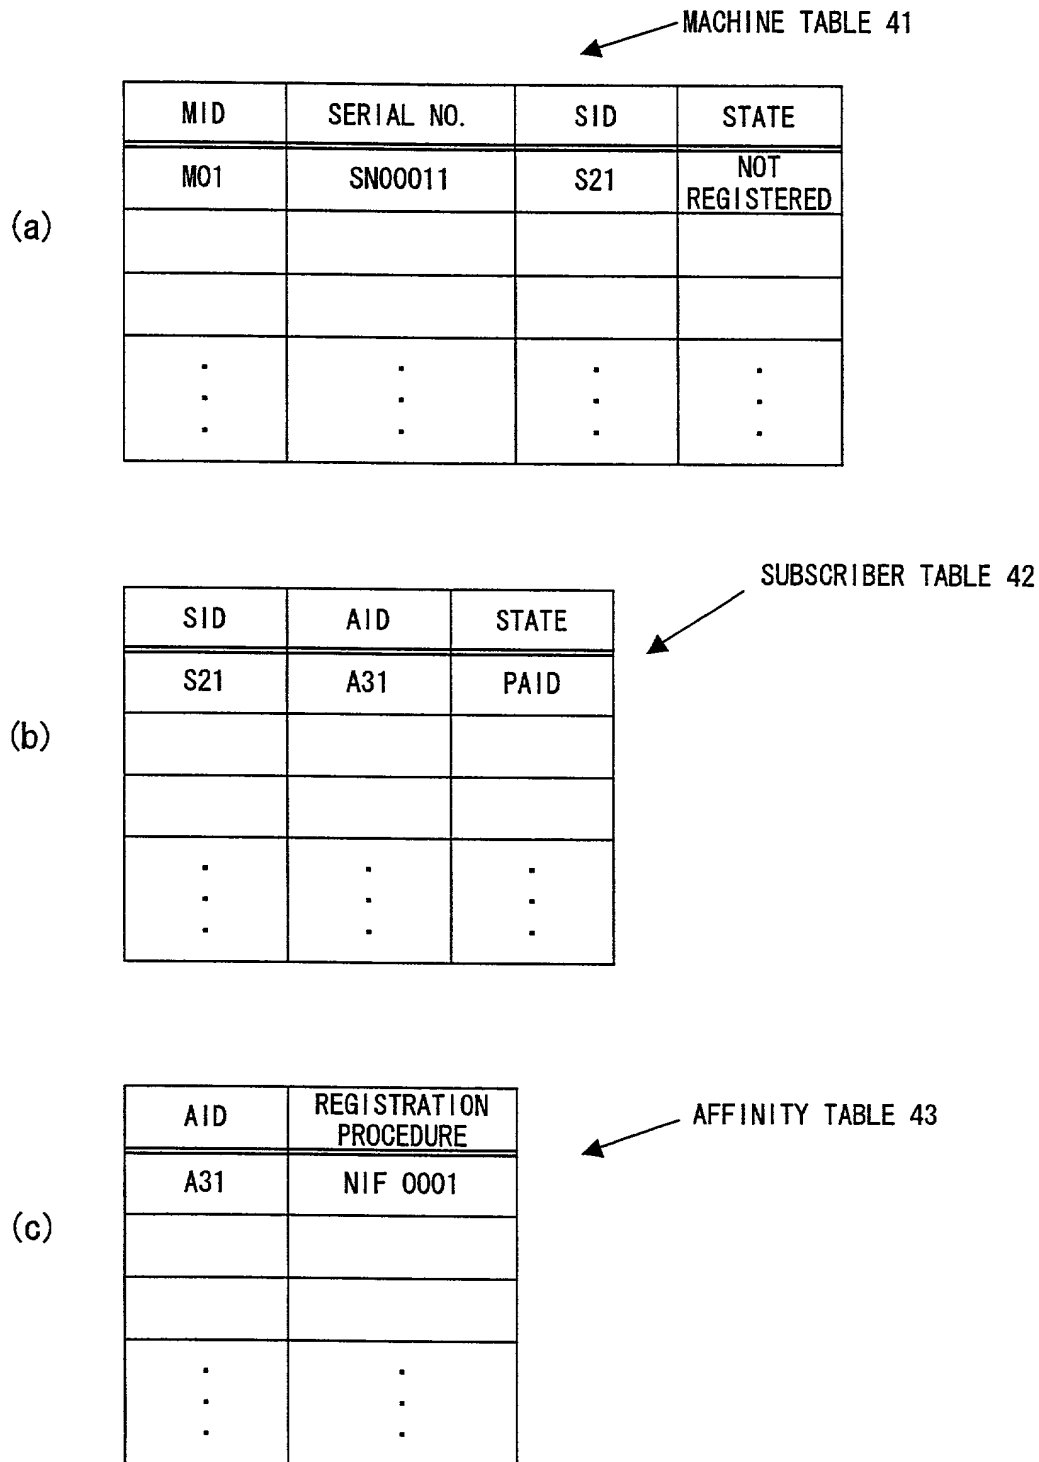 MACHINE TABLE 41
MID SERIAL NO. SID STATE
M01 SN00011 S21 NOT REGISTERED
(a)
SUBSCRIBER TABLE 42
SID AID STATE
S21 A31 PAID
(b)
AFFINITY TABLE 43
AID REGISTRATION PROCEDURE
A31 NIF 0001
(c)